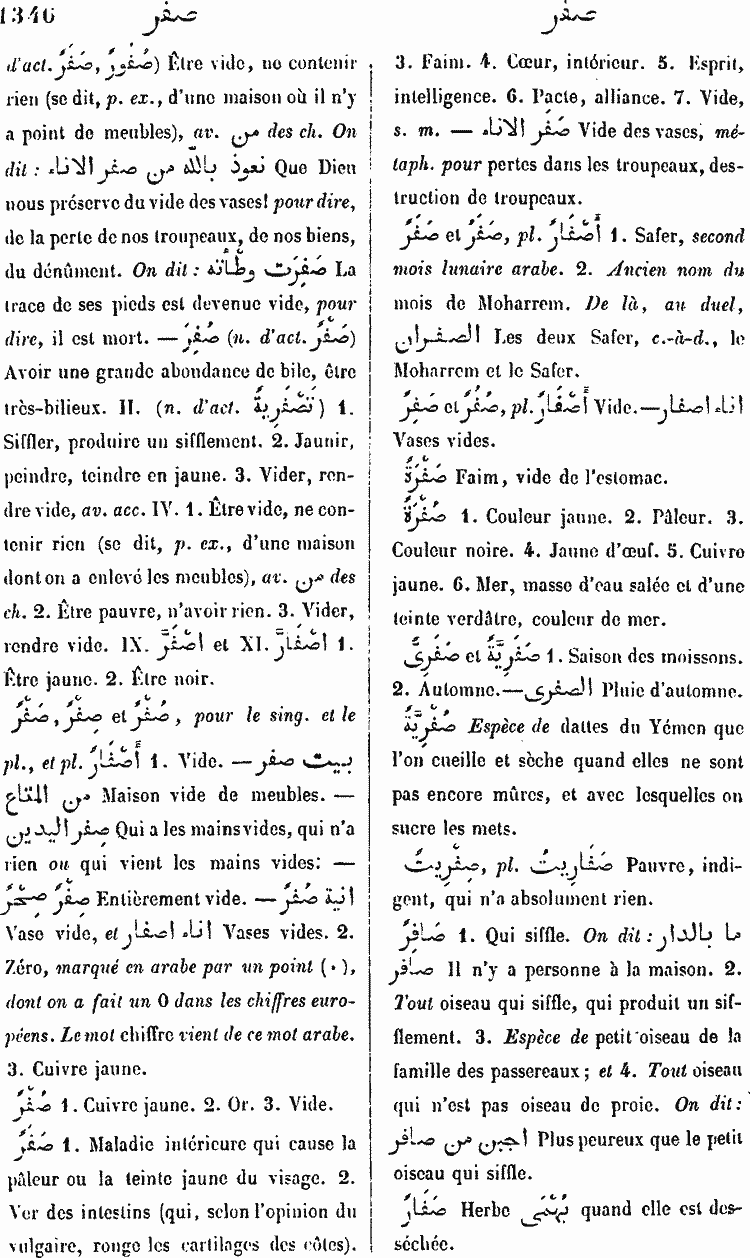 1346
صفر
صفر
d'act. صَفَرٌ, صُفُورٌ) Être vide, ne contenir
rien (se dit, p. ex., d'une maison où il n'y
a point de meubles), av. من des ch. On
dit : نعوذ بالله من صفر الاناء Que Dieu
nous préserve du vide des vases! pour dire,
de la perte de nos troupeaux, de nos biens,
du dénûment. On dit : صَفِرَت وطَائه La
trace de ses pieds est devenue vide, pour
dire, il est mort. — صُفِرَ (n. d'act. صَفْرٌ)
Avoir une grande abondance de bile, être
très-bilieux. II. (n. d'act. تَصْفُرِيَةٌ) 1.
Siffler, produire un sifflement. 2. Jaunir,
peindre, teindre en jaune. 3. Vider, ren-
dre vide, av. acc. IV. 1. Être vide, ne con-
tenir rien (se dit, p. ex., d'une maison
dont on a enlevé les meubles), av. من des
ch. 2. Être pauvre, n'avoir rien. 3. Vider,
rendre vide. IX. اصْفَرَّ et XI. اصْفَارَّ 1.
Être jaune. 2. Être noir.
صَفْرٌ, صِفْرٌ et صُفْرٌ, pour le sing. et le
pl., et pl. أَصْفَارٌ 1. Vide. — بيت صفر
من المتاع Maison vide de meubles. —
صفر اليدين Qui a les mains vides, qui n'a
rien ou qui vient les mains vides: —
صِفْرٌ صحْرٌ Entièrement vide. — انية صُفْرٌ
Vase vide, et اناء اصفار Vases vides. 2.
Zéro, marqué en arabe par un point (·),
dont on a fait un 0 dans les chiffres euro-
péens. Le mot chiffre vient de ce mot arabe.
3. Cuivre jaune.
صُفْرٌ 1. Cuivre jaune. 2. Or. 3. Vide.
صَفَرٌ 1. Maladie intérieure qui cause la
pâleur ou la teinte jaune du visage. 2.
Ver des intestins (qui, selon l'opinion du
vulgaire, ronge les cartilages des côtes).
3. Faim. 4. Cœur, intérieur. 5. Esprit,
intelligence. 6. Pacte, alliance. 7. Vide,
s. m. — صَفَر الاناء Vide des vases, mé-
taph. pour pertes dans les troupeaux, des-
truction de troupeaux.
صَفَرُ et صَفَرٌ, pl. أَصْفَارٌ 1. Safer, second
mois lunaire arabe. 2. Ancien nom du
mois de Moharrem. De là, au duel,
الصفران Les deux Safer, c.-à-d., le
Moharrem et le Safer.
صَفِرٌ et صُفُرٌ, pl. أَصْفَارٌ Vide. — اناء اصفار
Vases vides.
صَفْرَةٌ Faim, vide de l'estomac.
صُفْرَةٌ 1. Couleur jaune. 2. Pâleur. 3.
Couleur noire. 4. Jaune d'œuf. 5. Cuivre
jaune. 6. Mer, masse d'eau salée et d'une
teinte verdâtre, couleur de mer.
صَفَرِيٌّ et صَفَرِيَّةٌ 1. Saison des moissons.
2. Automne. — الصفرى Pluie d'automne.
صُفْرِيَّةٌ Espèce de dattes du Yémen que
l'on cueille et sèche quand elles ne sont
pas encore mûres, et avec lesquelles on
sucre les mets.
صِفْرِيتٌ, pl. صَفَارِيتُ Pauvre, indi-
gent, qui n'a absolument rien.
صَافِرٌ 1. Qui siffle. On dit : ما بالدار
صافر Il n'y a personne à la maison. 2.
Tout oiseau qui siffle, qui produit un sif-
flement. 3. Espèce de petit oiseau de la
famille des passereaux; et 4. Tout oiseau
qui n'est pas oiseau de proie. On dit:
اجبن من صافر Plus peureux que le petit
oiseau qui siffle.
صَفَارٌ Herbe بُهْمَى quand elle est des-
séchée.